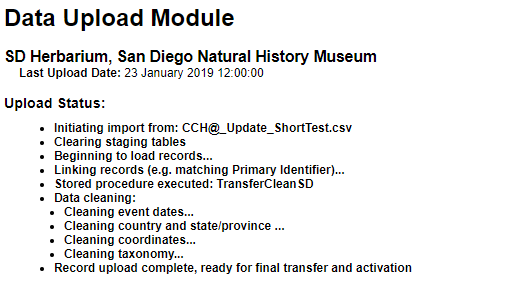 Data Upload Module
SD Herbarium, San Diego Natural History Museum
Last Upload Date: 23 January 2019 12:00:00
Upload Status:
Initiating import from: CCH@_Update_ShortTest.csv
Clearing staging tables
Beginning to load records...
Linking records (e.g. matching Primary Identifier)...
Stored procedure executed: TransferCleanSD
Data cleaning:
Cleaning event dates...
Cleaning country and state/province ...
Cleaning coordinates...
Cleaning taxonomy...
Record upload complete, ready for final transfer and activation